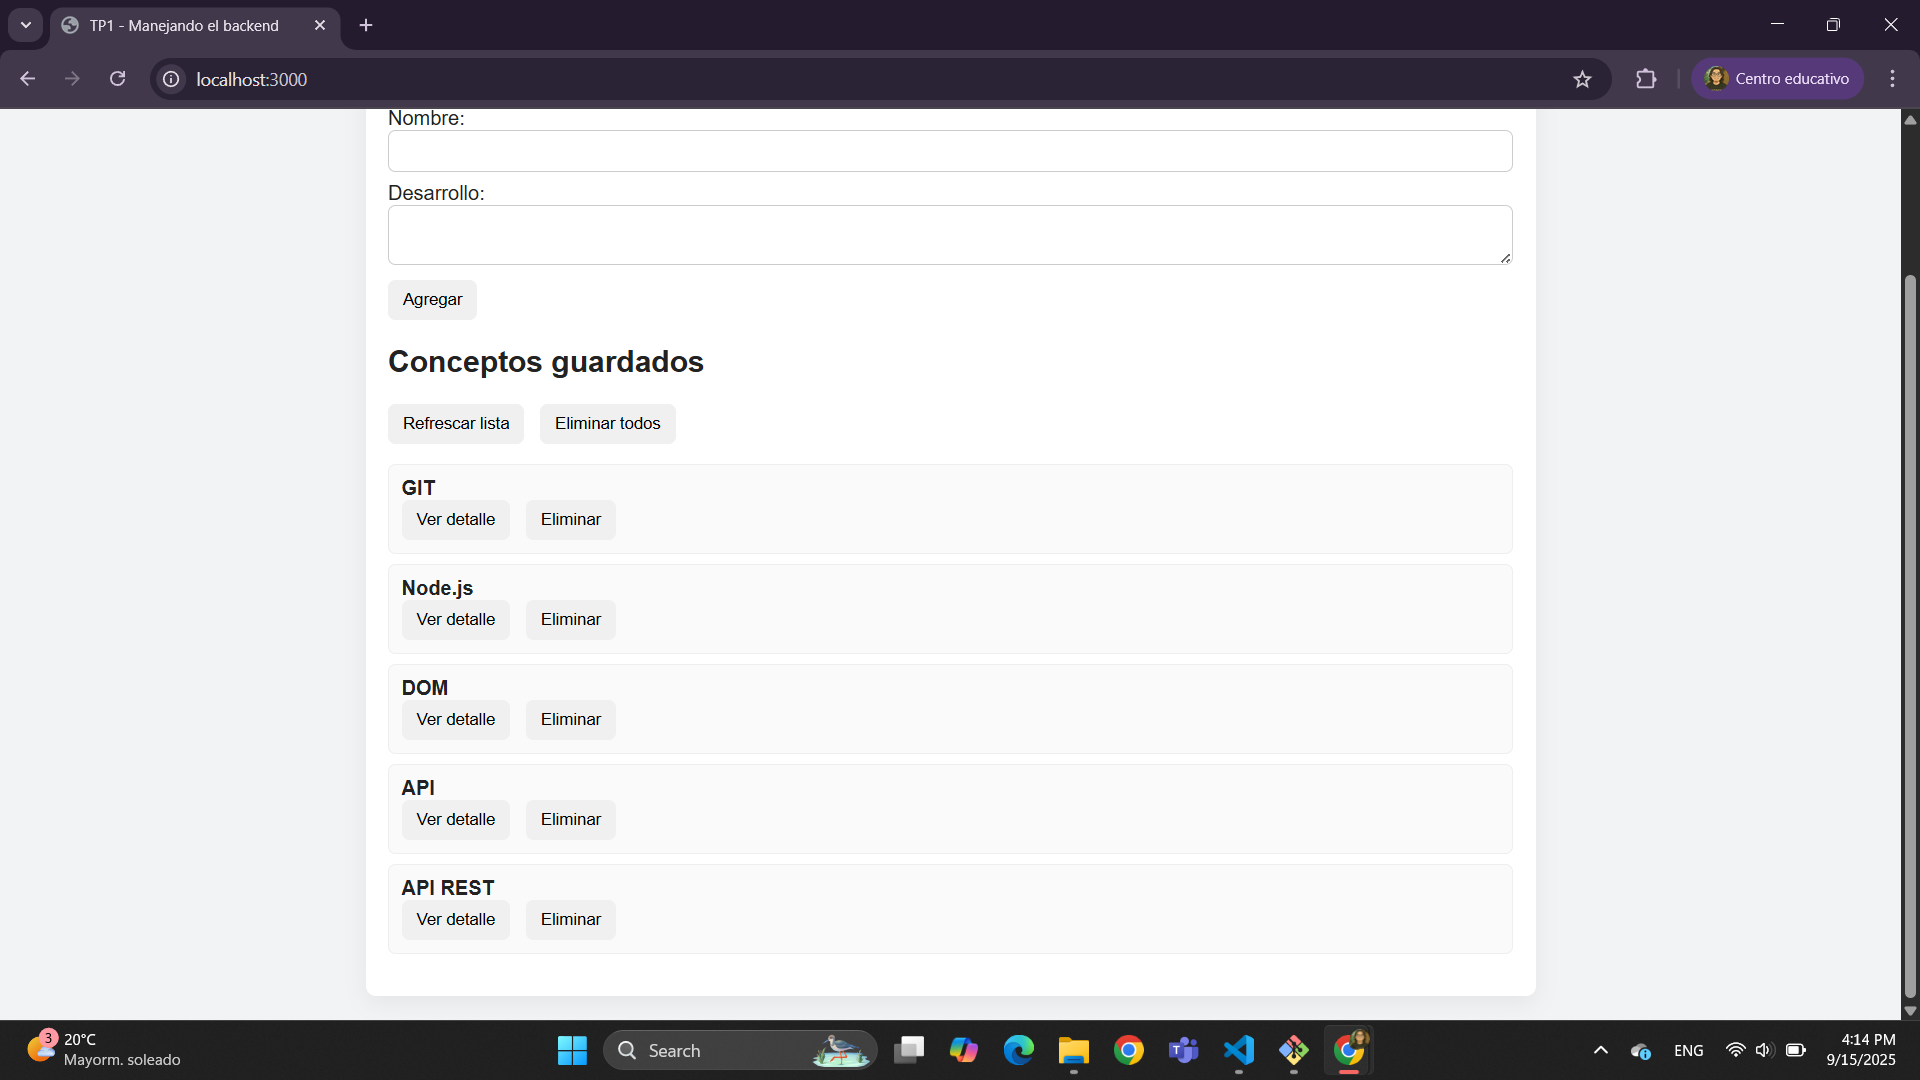 TP1 - Manejando el backend
localhost:3000
Centro educativo
Nombre:
Desarrollo:
Agregar
Conceptos guardados
Refrescar lista
Eliminar todos
GIT
Ver detalle
Eliminar
Node.js
Ver detalle
Eliminar
DOM
Ver detalle
Eliminar
API
Ver detalle
Eliminar
API REST
Ver detalle
Eliminar
3
20°C
Mayorm. soleado
Search
ENG
4:14 PM
9/15/2025